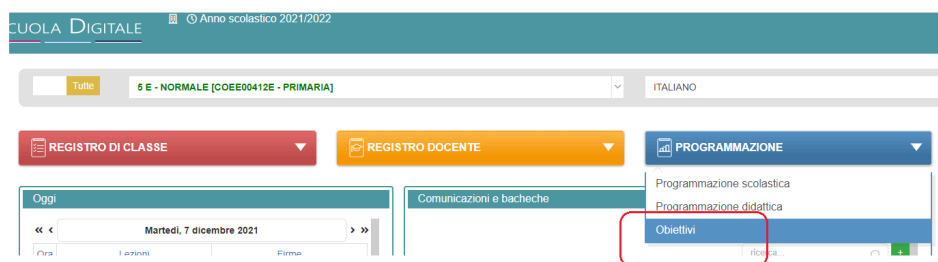 Anno scolastico 2021/2022
CUOLA DIGITALE
Tutte
5 E - NORMALE [COEE00412E - PRIMARIA]
ITALIANO
REGISTRO DI CLASSE
REGISTRO DOCENTE
PROGRAMMAZIONE
Programmazione scolastica
Programmazione didattica
Obiettivi
Oggi
Comunicazioni e bacheche
« <
Martedì, 7 dicembre 2021
> »
ricerca...
+
Ora Lezioni Firme